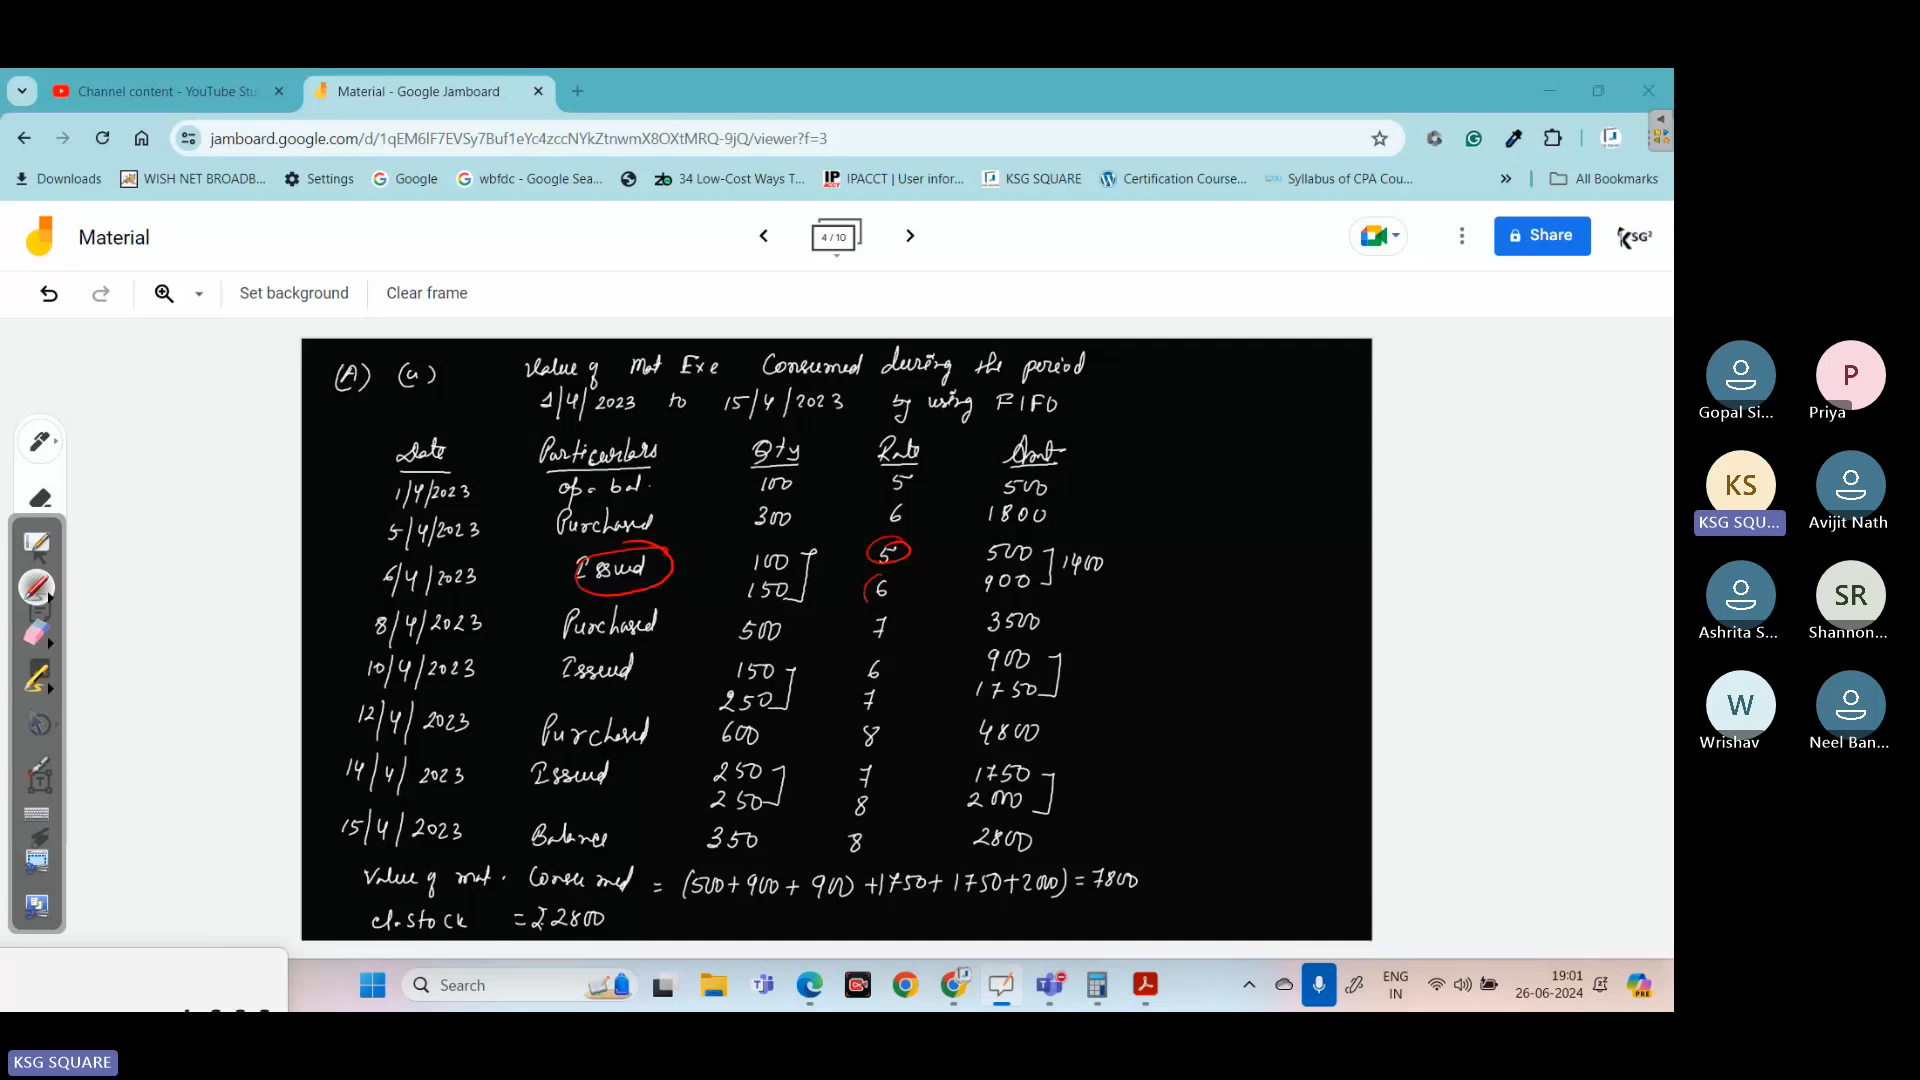 Channel content - YouTube Stu
Material - Google Jamboard
jamboard.google.com/d/1qEM6lF7EVSy7Buf1eYc4zccNYkZtnwmX8OXtMRQ-9jQ/viewer?f=3
Downloads WISH NET BROADB... Settings Google wbfdc - Google Sea... 34 Low-Cost Ways T... IPACCT | User infor... KSG SQUARE Certification Course... Syllabus of CPA Cou... » All Bookmarks
Material 4 / 10 Share KSG²
Set background Clear frame
(A) (a) Value of Mat Exe Consumed during the period
1/4/2023 to 15/4/2023 by using FIFO
Date Particulars Qty Rate Amt
1/4/2023 op. bal. 100 5 500
5/4/2023 Purchased 300 6 1800
6/4/2023 Issued 100 5 500
150 6 900 1400
8/4/2023 Purchased 500 7 3500
10/4/2023 Issued 150 6 900
250 7 1750
12/4/2023 Purchased 600 8 4800
14/4/2023 Issued 250 7 1750
250 8 2000
15/4/2023 Balance 350 8 2800
Value of mat. Consumed = (500+900+900)+1750+1750+2000) = 7800
cl. stock = ₹2800
Gopal Si... Priya
KSG SQU... Avijit Nath
Ashrita S... Shannon...
Wrishav Neel Ban...
P
KS
SR
W
Search
ENG
IN
19:01
26-06-2024
PRE
KSG SQUARE